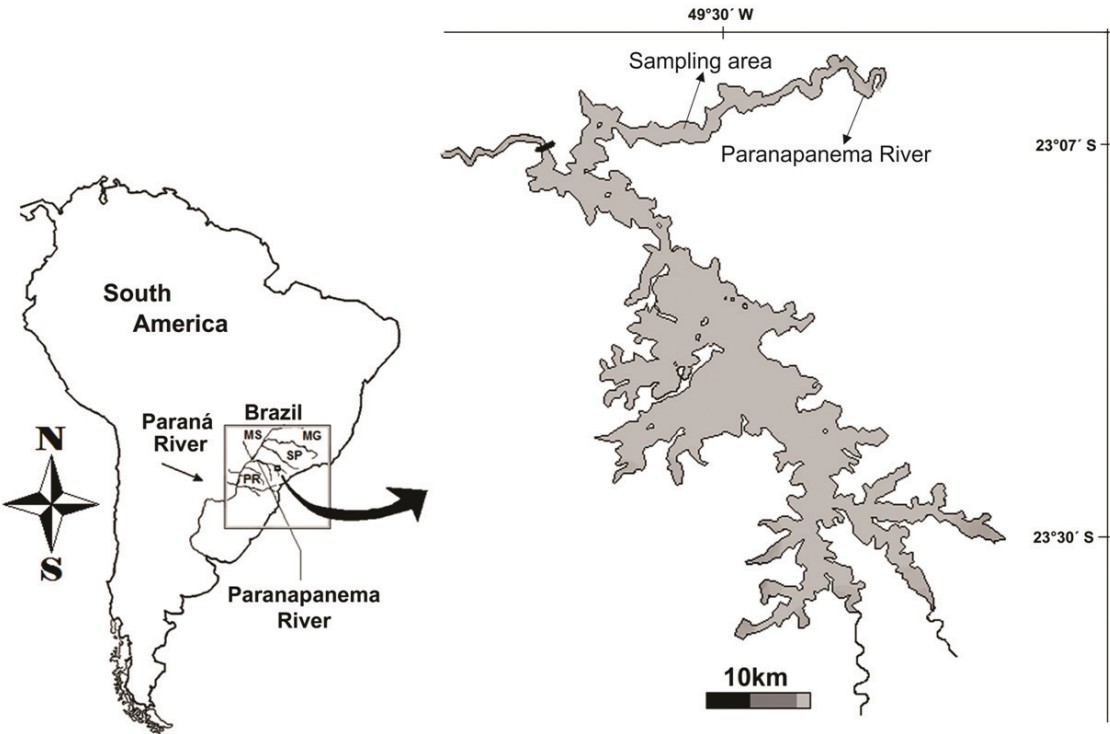 49°30´ W
Sampling area
Paranapanema River
23°07´ S
South
America
Paraná
River
Brazil
MS
MG
SP
PR
N
S
Paranapanema
River
23°30´ S
10km